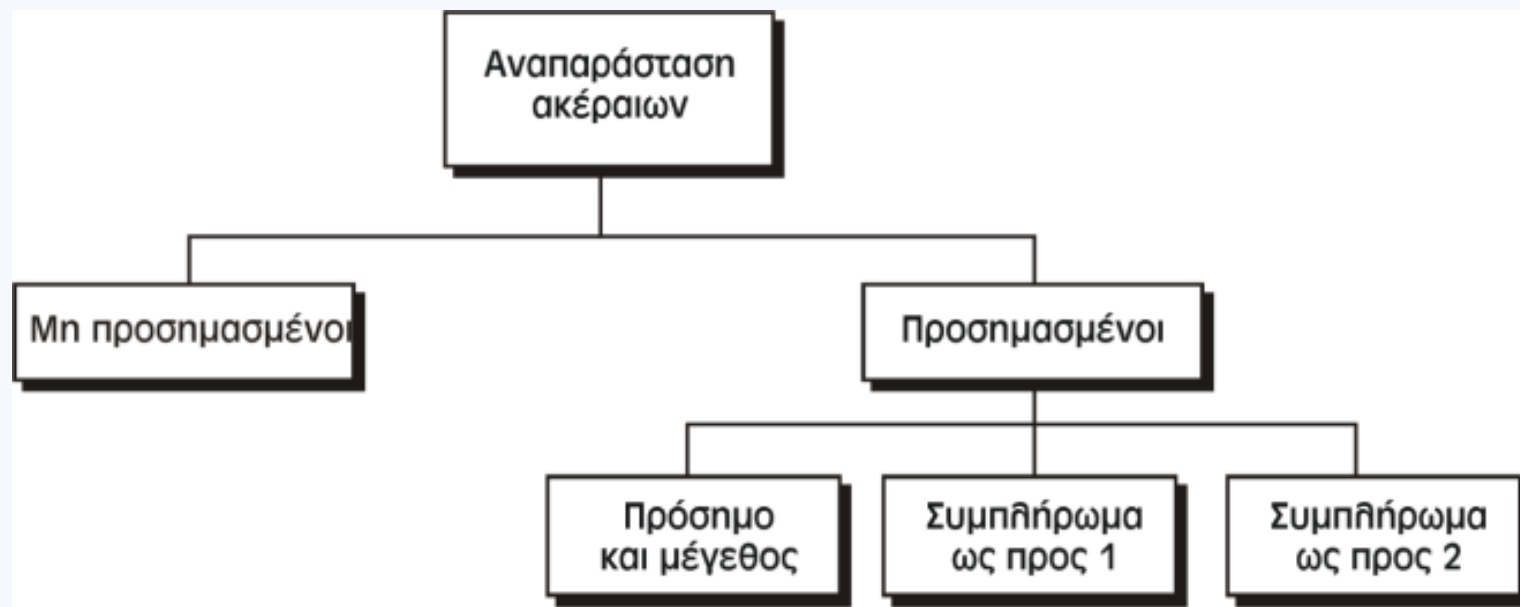 Αναπαράσταση
ακέραιων
Μη προσημασμένοι
Προσημασμένοι
Πρόσημο
και μέγεθος
Συμπλήρωμα
ως προς 1
Συμπλήρωμα
ως προς 2